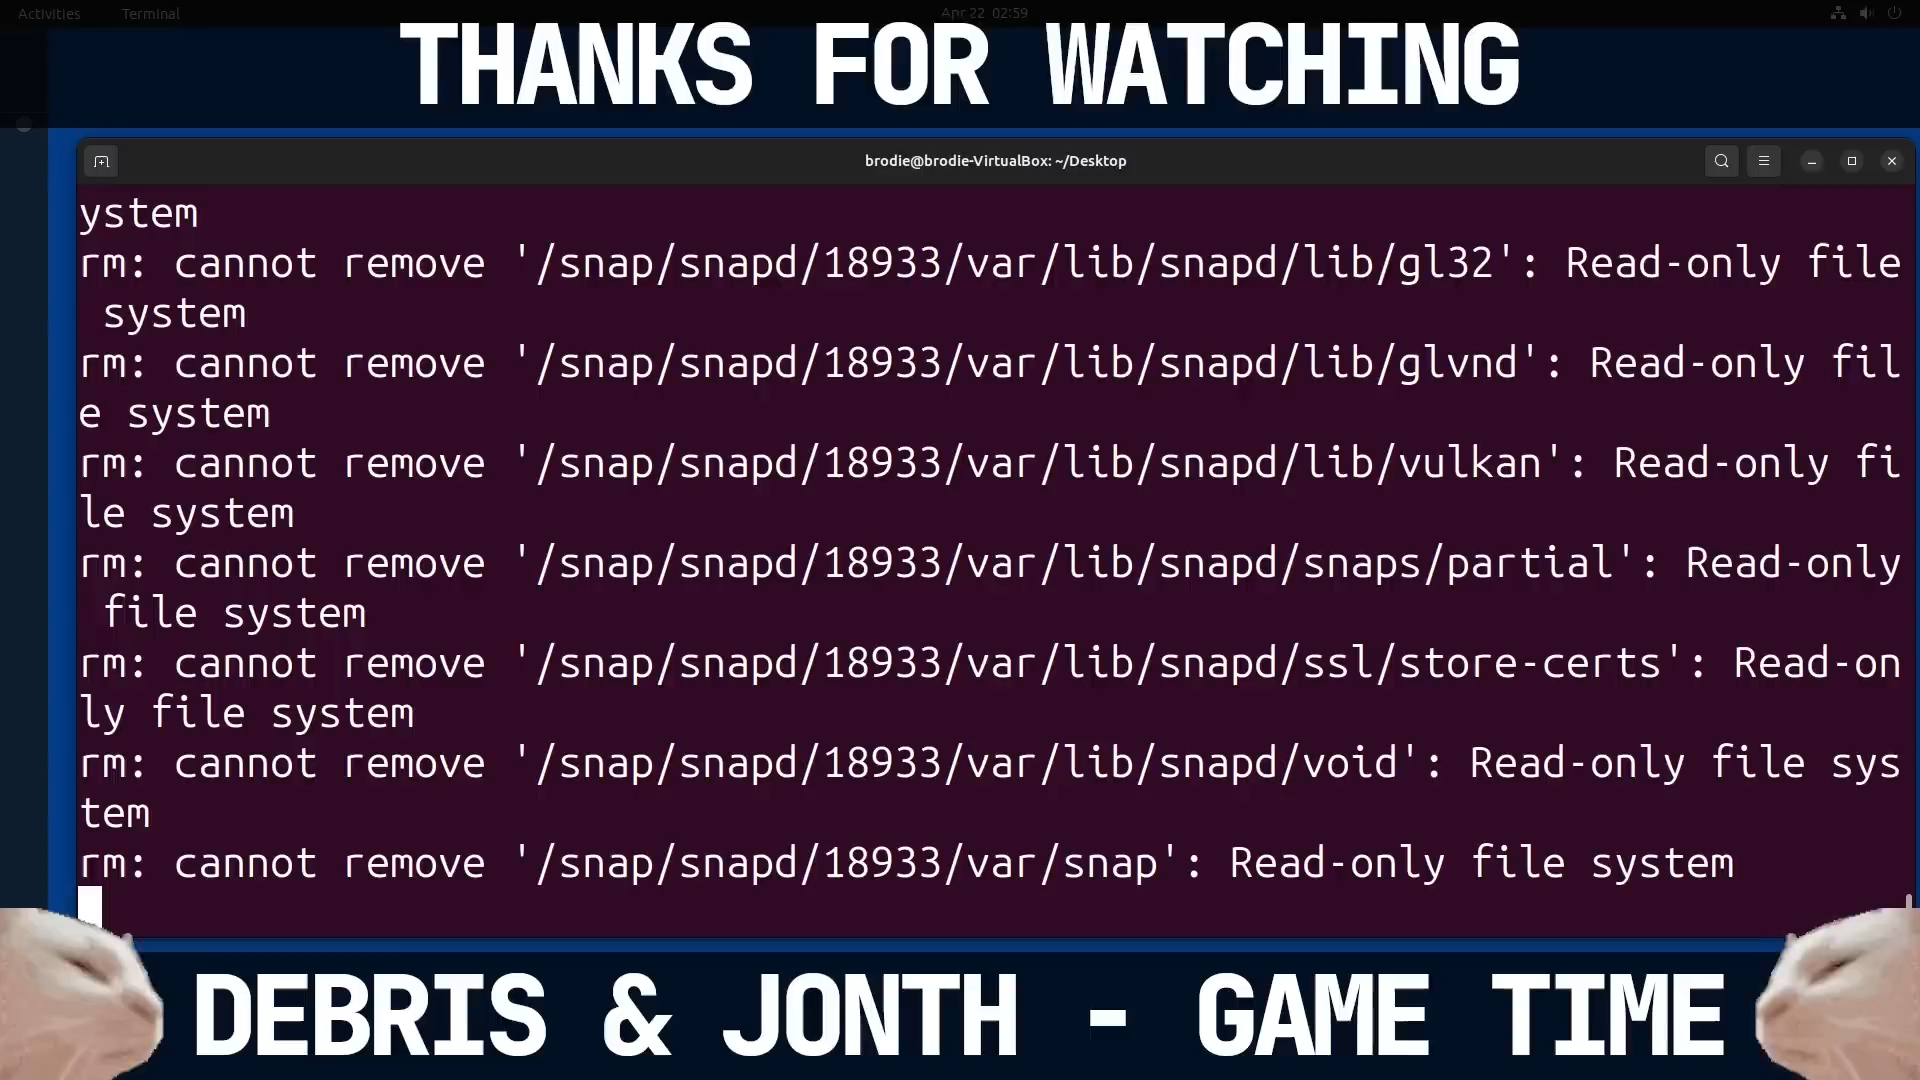 Activities Terminal Apr 22 02:59
THANKS FOR WATCHING
brodie@brodie-VirtualBox: ~/Desktop
ystem
rm: cannot remove '/snap/snapd/18933/var/lib/snapd/lib/gl32': Read-only file
 system
rm: cannot remove '/snap/snapd/18933/var/lib/snapd/lib/glvnd': Read-only fil
e system
rm: cannot remove '/snap/snapd/18933/var/lib/snapd/lib/vulkan': Read-only fi
le system
rm: cannot remove '/snap/snapd/18933/var/lib/snapd/snaps/partial': Read-only
 file system
rm: cannot remove '/snap/snapd/18933/var/lib/snapd/ssl/store-certs': Read-on
ly file system
rm: cannot remove '/snap/snapd/18933/var/lib/snapd/void': Read-only file sys
tem
rm: cannot remove '/snap/snapd/18933/var/snap': Read-only file system
DEBRIS & JONTH - GAME TIME